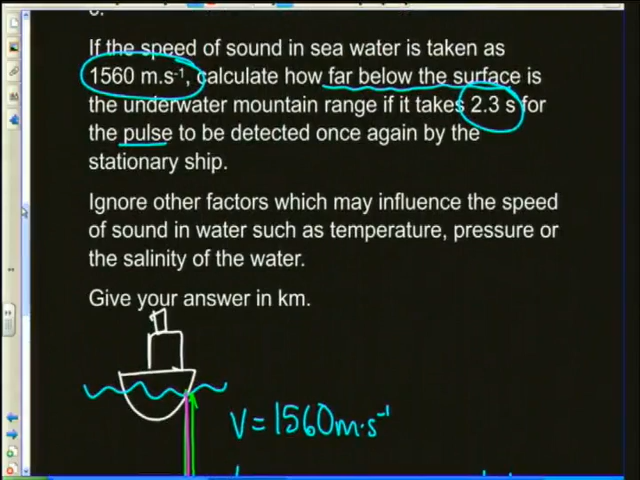 If the speed of sound in sea water is taken as
1560 m.s⁻¹, calculate how far below the surface is
the underwater mountain range if it takes 2.3 s for
the pulse to be detected once again by the
stationary ship.
Ignore other factors which may influence the speed
of sound in water such as temperature, pressure or
the salinity of the water.
Give your answer in km.
V = 1560m·s⁻¹